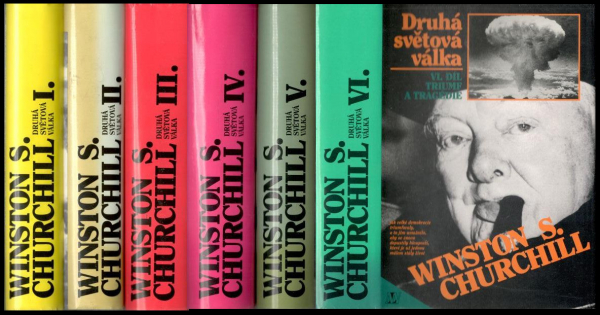 WINSTON S.
CHURCHILL
DRUHÁ
SVĚTOVÁ
VÁLKA
I.
WINSTON S.
CHURCHILL
DRUHÁ
SVĚTOVÁ
VÁLKA
II.
WINSTON S.
CHURCHILL
DRUHÁ
SVĚTOVÁ
VÁLKA
III.
WINSTON S.
CHURCHILL
DRUHÁ
SVĚTOVÁ
VÁLKA
IV.
WINSTON S.
CHURCHILL
DRUHÁ
SVĚTOVÁ
VÁLKA
V.
WINSTON S.
CHURCHILL
DRUHÁ
SVĚTOVÁ
VÁLKA
VI.
Druhá
světová
válka
VI. DÍL
TRIUMF
A TRAGÉDIE
WINSTON S.
CHURCHILL